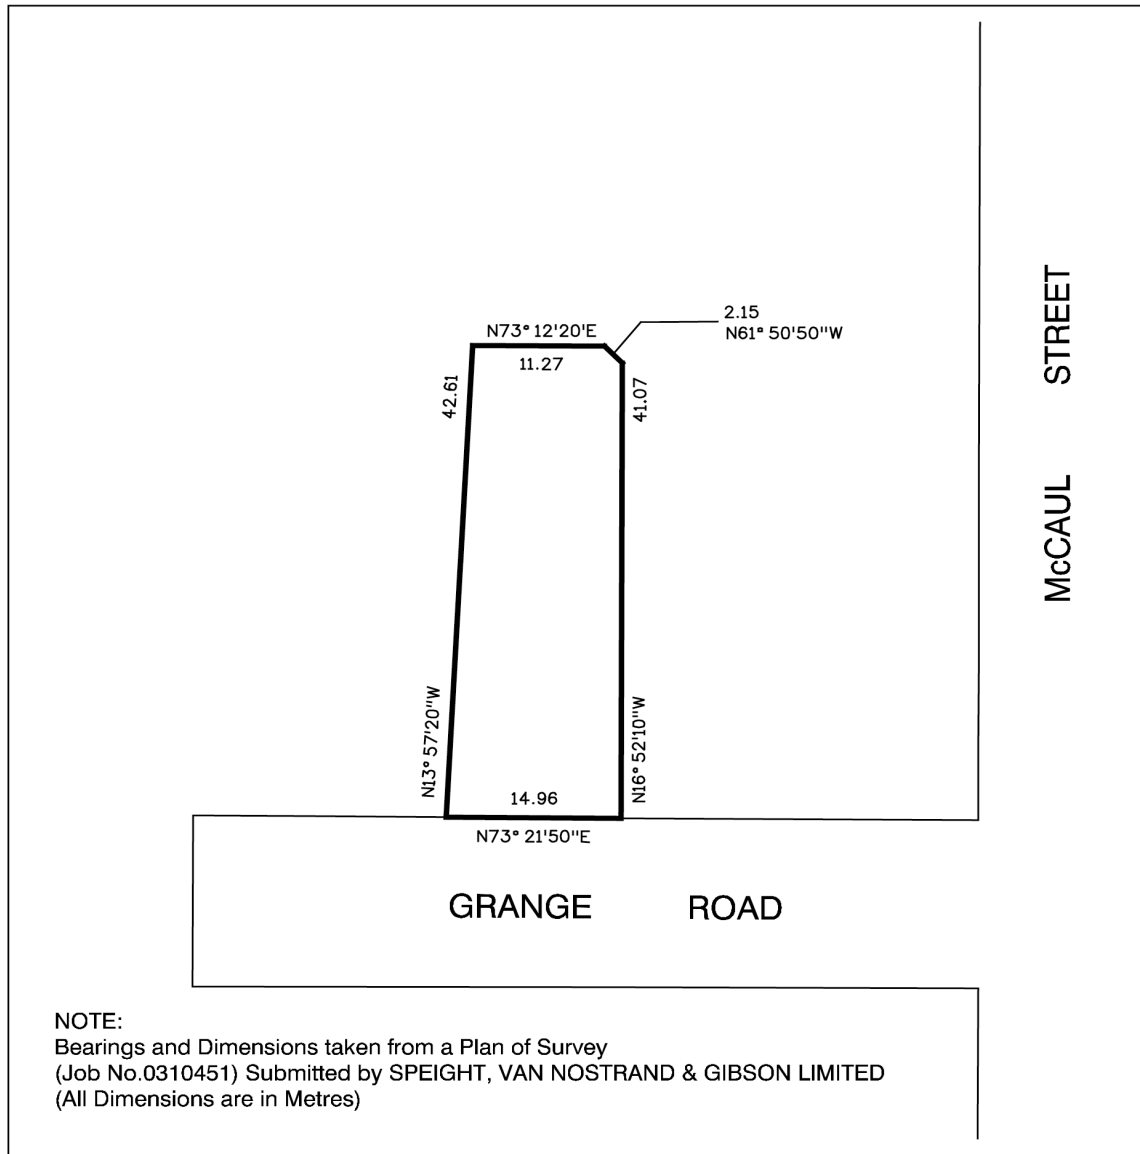 2.15
N61° 50'50"W
N73° 12'20'E
11.27
42.61
41.07
STREET
McCAUL
N13° 57'20"W
N16° 52'10"W
14.96
N73° 21'50"E
GRANGE ROAD
NOTE:
Bearings and Dimensions taken from a Plan of Survey
(Job No.0310451) Submitted by SPEIGHT, VAN NOSTRAND & GIBSON LIMITED
(All Dimensions are in Metres)